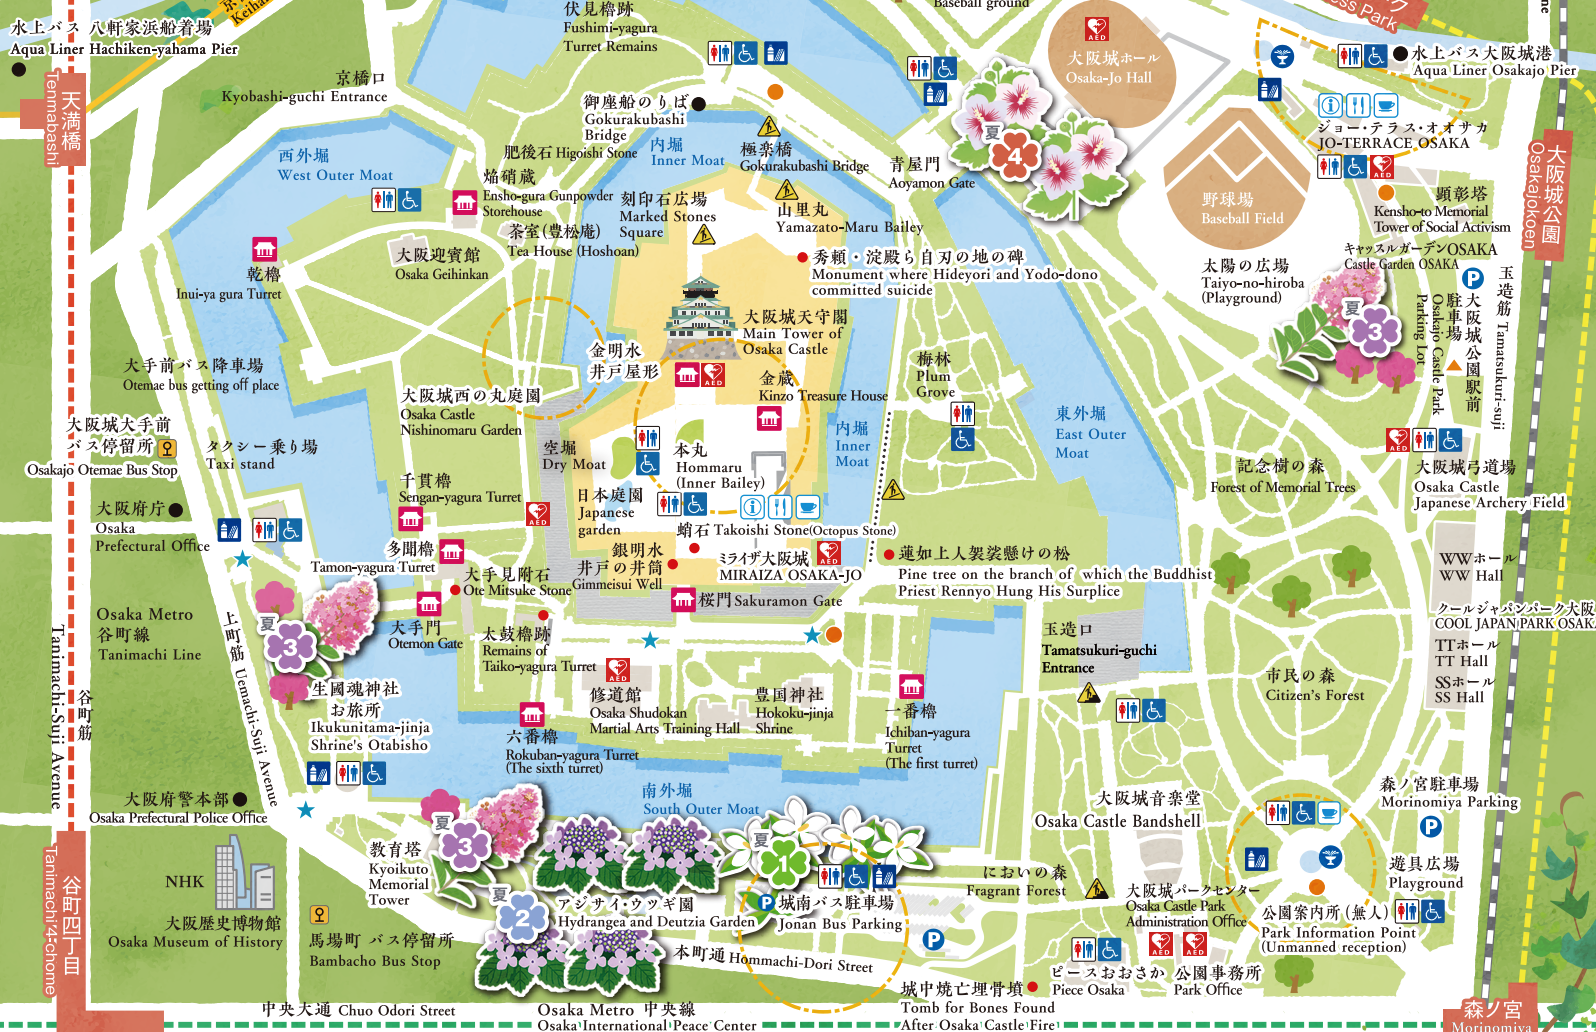 水上バス 八軒家浜船着場
Aqua Liner Hachiken-yahama Pier
天満橋
Tenmabashi
京橋口
Kyobashi-guchi Entrance
伏見櫓跡
Fushimi-yagura
Turret Remains
Baseball ground
大阪城ホール
Osaka-Jo Hall
AED
水上バス大阪城港
Aqua Liner Osakajo Pier
ジョー・テラス・オオサカ
JO-TERRACE OSAKA
AED
大阪城公園
Osakajokoen
御座船のりば
Gokurakubashi
Bridge
内堀
Inner Moat
極楽橋
Gokurakubashi Bridge
青屋門
Aoyamon Gate
夏
4
野球場
Baseball Field
顕彰塔
Kensho-to Memorial
Tower of Social Activism
キャッスルガーデンOSAKA
Castle Garden OSAKA
太陽の広場
Taiyo-no-hiroba
(Playground)
夏
3
P
大阪城公園駅前
駐車場
Osakajo Castle Park
Parking Lot
玉造筋 Tamatsukuri-suji
西外堀
West Outer Moat
肥後石 Higoishi Stone
焔硝蔵
Ensho-gura Gunpowder
Storehouse
刻印石広場
Marked Stones
Square
茶室(豊松庵)
Tea House (Hoshoan)
山里丸
Yamazato-Maru Bailey
大阪迎賓館
Osaka Geihinkan
乾櫓
Inui-ya gura Turret
秀頼・淀殿ら自刃の地の碑
Monument where Hideyori and Yodo-dono
committed suicide
大阪城天守閣
Main Tower of
Osaka Castle
金明水
井戸屋形
AED
金蔵
Kinzo Treasure House
梅林
Plum
Grove
大手前バス降車場
Otemae bus getting off place
大阪城西の丸庭園
Osaka Castle
Nishinomaru Garden
大阪城大手前
バス停留所
Osakajo Otemae Bus Stop
タクシー乗り場
Taxi stand
空堀
Dry Moat
本丸
Hommaru
(Inner Bailey)
内堀
Inner
Moat
東外堀
East Outer
Moat
AED
大阪城弓道場
Osaka Castle
Japanese Archery Field
記念樹の森
Forest of Memorial Trees
千貫櫓
Sengan-yagura Turret
日本庭園
Japanese
garden
AED
大阪府庁
Osaka
Prefectural Office
蛸石 Takoishi Stone(Octopus Stone)
多聞櫓
Tamon-yagura Turret
銀明水
井戸の井筒
Gimmeisui Well
ミライザ大阪城
MIRAIZA OSAKA-JO
AED
蓮如上人袈裟懸けの松
Pine tree on the branch of which the Buddhist
Priest Rennyo Hung His Surplice
大手見附石
Ote Mitsuke Stone
桜門 Sakuramon Gate
WWホール
WW Hall
クールジャパンパーク大阪
COOL JAPAN PARK OSAKA
TTホール
TT Hall
SSホール
SS Hall
Osaka Metro
谷町線
Tanimachi Line
上町筋 Uemachi-Suji Avenue
谷町筋
Tanimachi-Suji Avenue
夏
3
大手門
Otemon Gate
太鼓櫓跡
Remains of
Taiko-yagura Turret
玉造口
Tamatsukuri-guchi
Entrance
市民の森
Citizen's Forest
生國魂神社
お旅所
Ikukunitama-jinja
Shrine's Otabisho
AED
修道館
Osaka Shudokan
Martial Arts Training Hall
豊国神社
Hokoku-jinja
Shrine
一番櫓
Ichiban-yagura
Turret
(The first turret)
六番櫓
Rokuban-yagura Turret
(The sixth turret)
南外堀
South Outer Moat
大阪府警本部
Osaka Prefectural Police Office
大阪城音楽堂
Osaka Castle Bandshell
森ノ宮駐車場
Morinomiya Parking
P
遊具広場
Playground
谷町四丁目
Tanimachi 4-chome
NHK
教育塔
Kyoikuto
Memorial
Tower
夏
3
夏
2
夏
1
アジサイ・ウツギ園
Hydrangea and Deutzia Garden
P
城南バス駐車場
Jonan Bus Parking
においの森
Fragrant Forest
大阪城パークセンター
Osaka Castle Park
Administration Office
公園案内所(無人)
Park Information Point
(Unmanned reception)
大阪歴史博物館
Osaka Museum of History
馬場町 バス停留所
Bambacho Bus Stop
本町通 Hommachi-Dori Street
P
AED
AED
ピースおおさか
Piece Osaka
公園事務所
Park Office
城中焼亡埋骨墳
Tomb for Bones Found
After Osaka Castle Fire
中央大通 Chuo Odori Street
Osaka Metro 中央線
Osaka International Peace Center
森ノ宮
Morinomiya